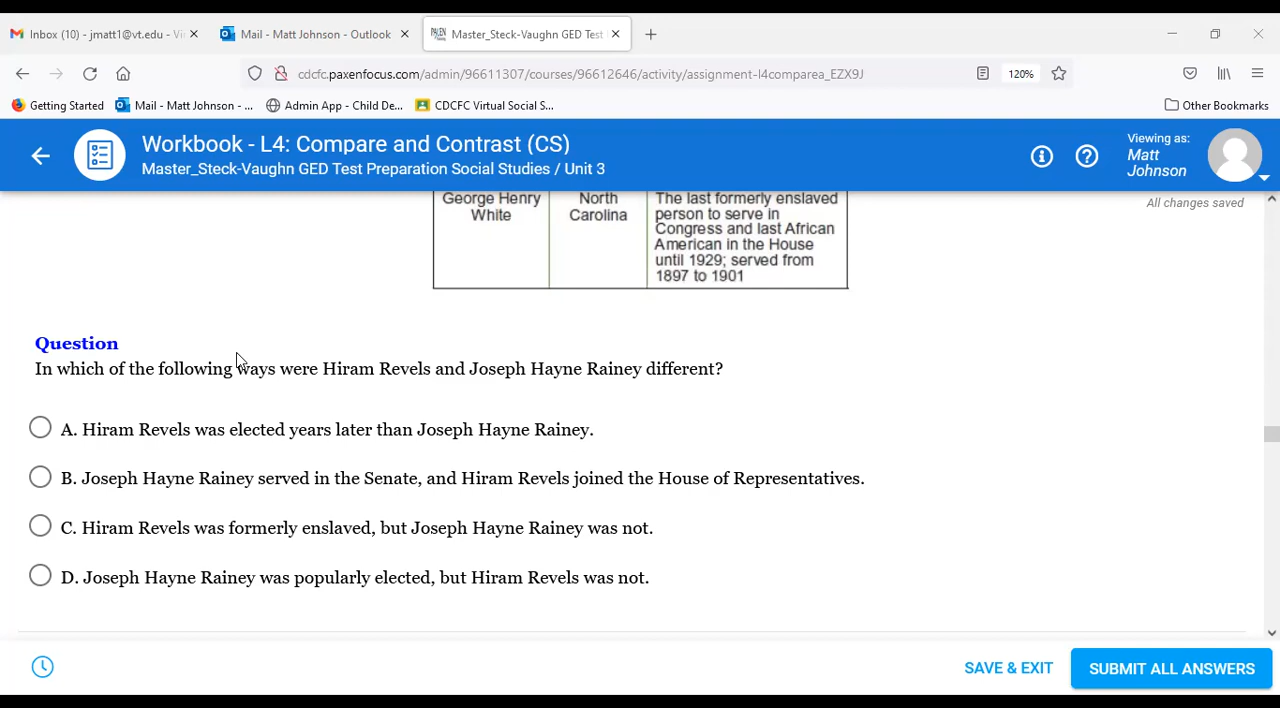 Inbox (10) - jmatt1@vt.edu - Vi
Mail - Matt Johnson - Outlook
PAXEN Master_Steck-Vaughn GED Test
cdcfc.paxenfocus.com/admin/96611307/courses/96612646/activity/assignment-l4comparea_EZX9J
120%
Getting Started
Mail - Matt Johnson - ...
Admin App - Child De...
CDCFC Virtual Social S...
Other Bookmarks
Workbook - L4: Compare and Contrast (CS)
Master_Steck-Vaughn GED Test Preparation Social Studies / Unit 3
Viewing as:
Matt
Johnson
All changes saved
George Henry
White
North
Carolina
The last formerly enslaved
person to serve in
Congress and last African
American in the House
until 1929; served from
1897 to 1901
Question
In which of the following ways were Hiram Revels and Joseph Hayne Rainey different?
A. Hiram Revels was elected years later than Joseph Hayne Rainey.
B. Joseph Hayne Rainey served in the Senate, and Hiram Revels joined the House of Representatives.
C. Hiram Revels was formerly enslaved, but Joseph Hayne Rainey was not.
D. Joseph Hayne Rainey was popularly elected, but Hiram Revels was not.
SAVE & EXIT
SUBMIT ALL ANSWERS